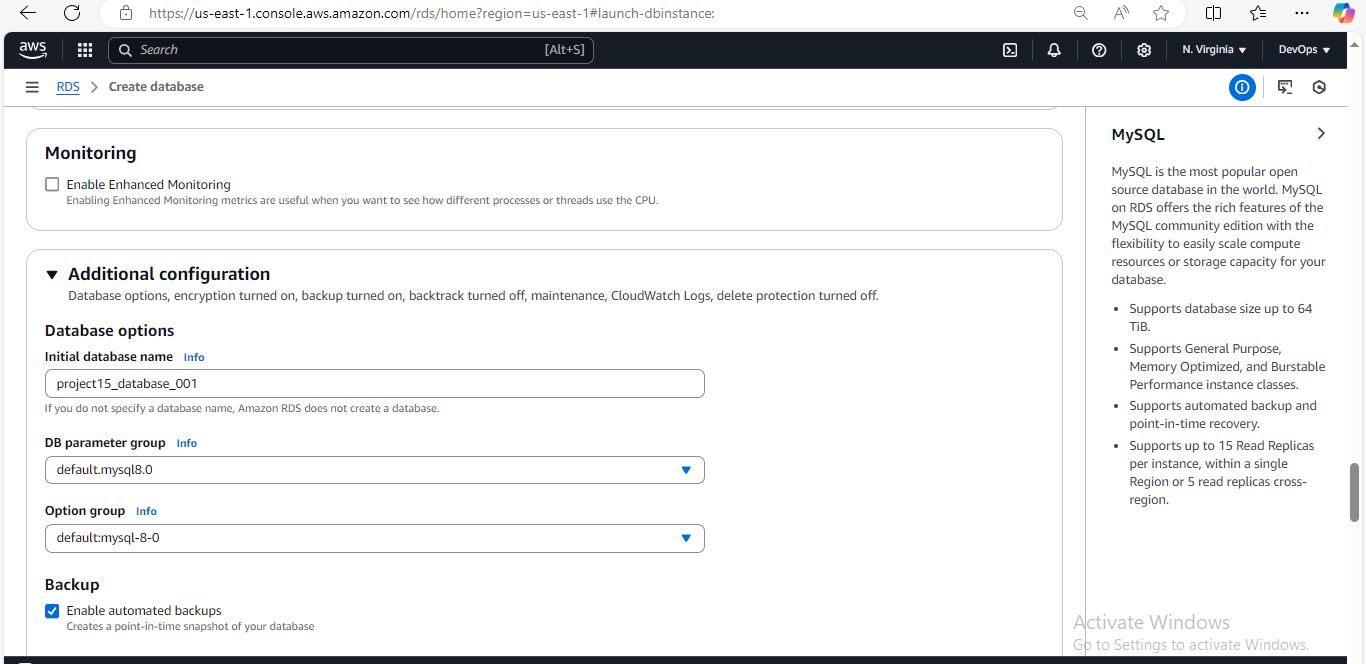 https://us-east-1.console.aws.amazon.com/rds/home?region=us-east-1#launch-dbinstance:
aws
Search [Alt+S]
N. Virginia
DevOps
RDS
Create database
Monitoring
Enable Enhanced Monitoring
Enabling Enhanced Monitoring metrics are useful when you want to see how different processes or threads use the CPU.
Additional configuration
Database options, encryption turned on, backup turned on, backtrack turned off, maintenance, CloudWatch Logs, delete protection turned off.
Database options
Initial database name Info
project15_database_001
If you do not specify a database name, Amazon RDS does not create a database.
DB parameter group Info
default.mysql8.0
Option group Info
default:mysql-8-0
Backup
Enable automated backups
Creates a point-in-time snapshot of your database
MySQL
MySQL is the most popular open
source database in the world. MySQL
on RDS offers the rich features of the
MySQL community edition with the
flexibility to easily scale compute
resources or storage capacity for your
database.
• Supports database size up to 64
TiB.
• Supports General Purpose,
Memory Optimized, and Burstable
Performance instance classes.
• Supports automated backup and
point-in-time recovery.
• Supports up to 15 Read Replicas
per instance, within a single
Region or 5 read replicas cross-
region.
Activate Windows
Go to Settings to activate Windows.